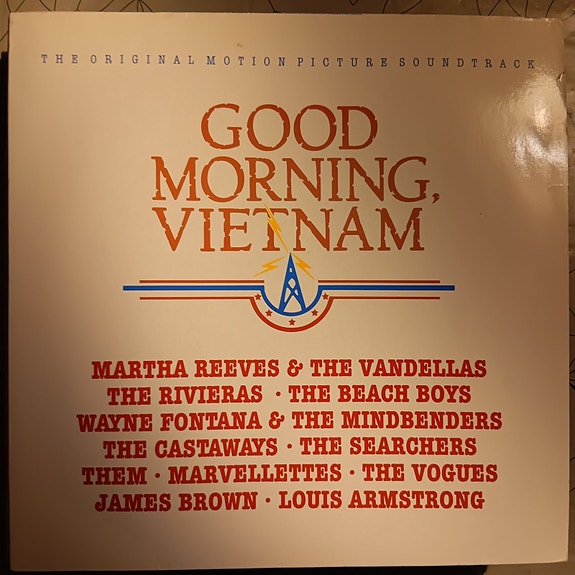 THE ORIGINAL MOTION PICTURE SOUNDTRACK
GOOD
MORNING,
VIETNAM
MARTHA REEVES & THE VANDELLAS
THE RIVIERAS · THE BEACH BOYS
WAYNE FONTANA & THE MINDBENDERS
THE CASTAWAYS · THE SEARCHERS
THEM · MARVELLETTES · THE VOGUES
JAMES BROWN · LOUIS ARMSTRONG